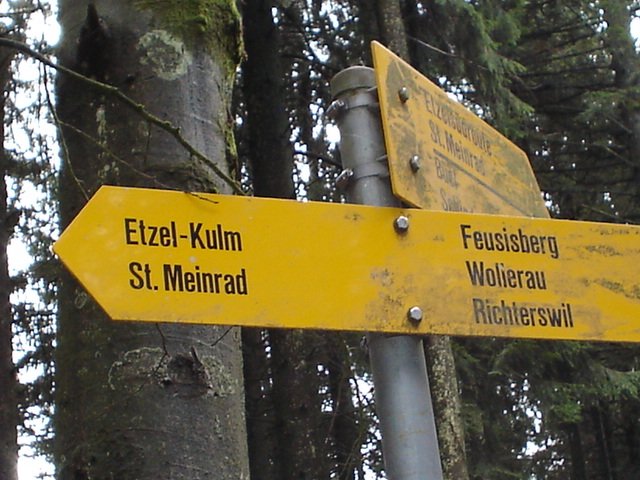 Etzel-Kulm
St. Meinrad
Feusisberg
Wollerau
Richterswil
St. Meinrad